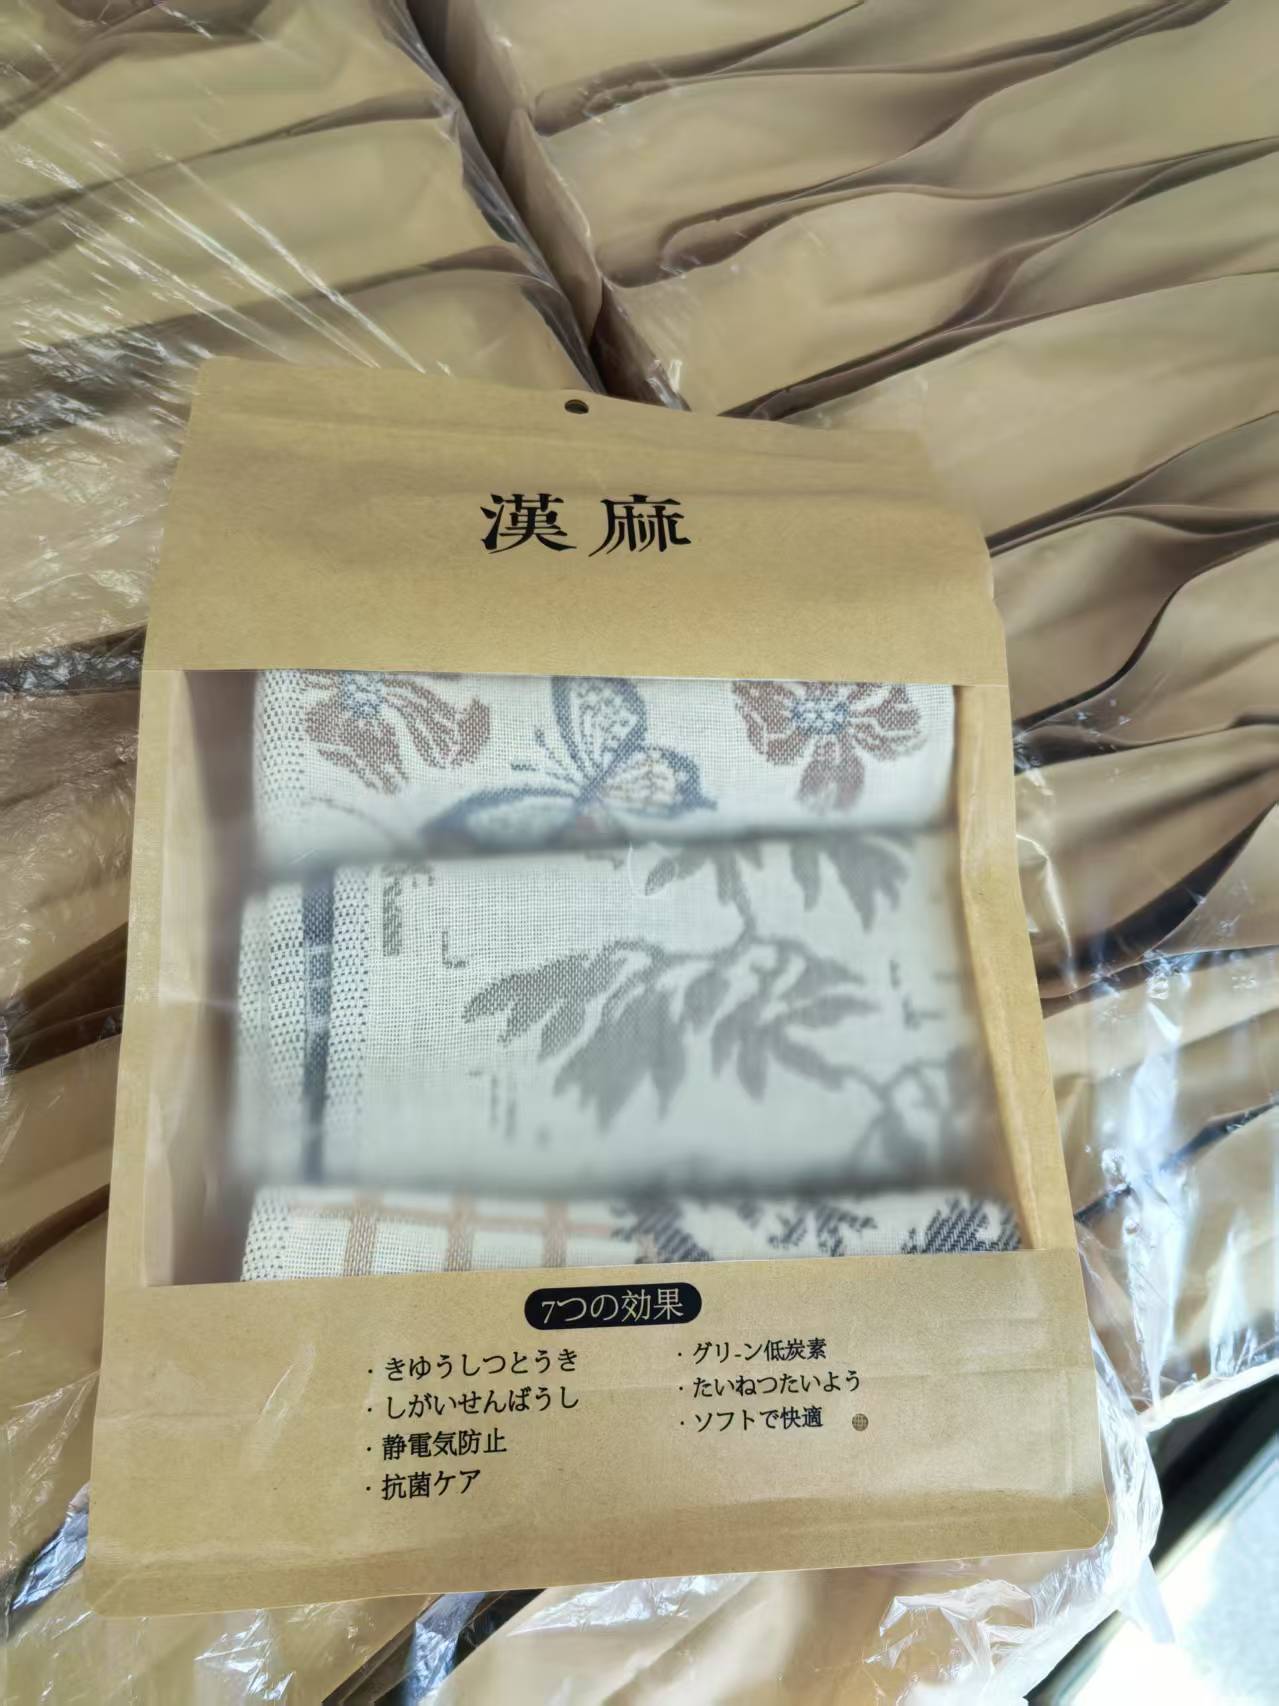 漢麻
7つの効果
・きゆうしつとうき
・しがいせんばうし
・静電気防止
・抗菌ケア
・グリ-ン低炭素
・たいねつたいよう
・ソフトで快適